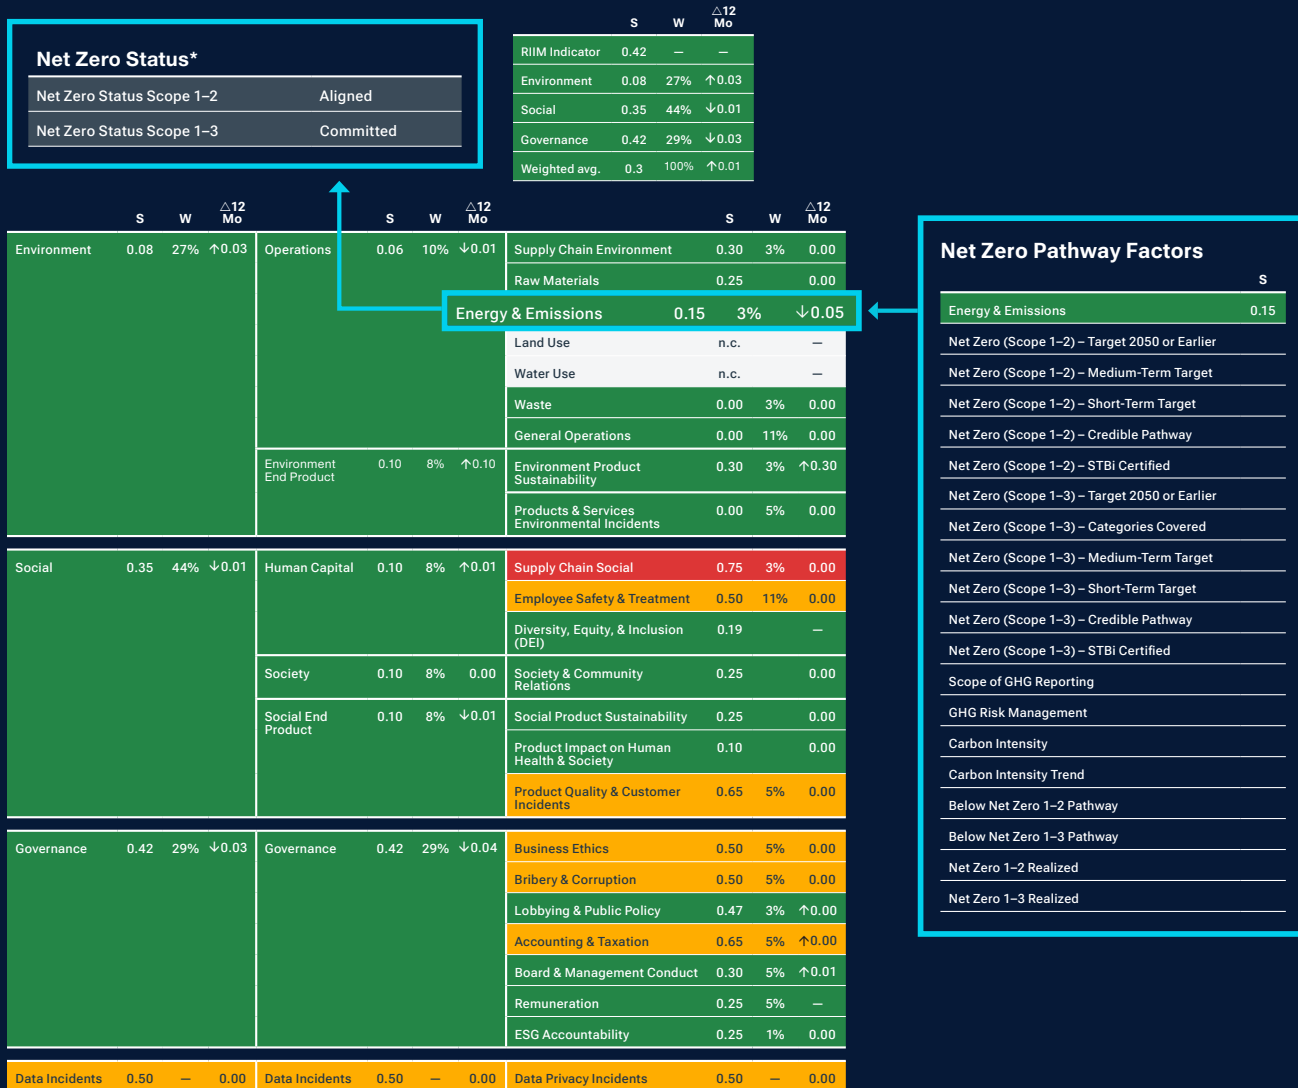 Net Zero Status*
Net Zero Status Scope 1–2 Aligned
Net Zero Status Scope 1–3 Committed
S W △12 Mo
RIIM Indicator 0.42 — —
Environment 0.08 27% ↑0.03
Social 0.35 44% ↓0.01
Governance 0.42 29% ↓0.03
Weighted avg. 0.3 100% ↑0.01
S W △12 Mo S W △12 Mo S W △12 Mo
Environment 0.08 27% ↑0.03 Operations 0.06 10% ↓0.01 Supply Chain Environment 0.30 3% 0.00
Raw Materials 0.25 0.00
Energy & Emissions 0.15 3% ↓0.05
Land Use n.c. —
Water Use n.c. —
Waste 0.00 3% 0.00
General Operations 0.00 11% 0.00
Environment End Product 0.10 8% ↑0.10 Environment Product Sustainability 0.30 3% ↑0.30
Products & Services Environmental Incidents 0.00 5% 0.00
Social 0.35 44% ↓0.01 Human Capital 0.10 8% ↑0.01 Supply Chain Social 0.75 3% 0.00
Employee Safety & Treatment 0.50 11% 0.00
Diversity, Equity, & Inclusion (DEI) 0.19 —
Society 0.10 8% 0.00 Society & Community Relations 0.25 0.00
Social End Product 0.10 8% ↓0.01 Social Product Sustainability 0.25 0.00
Product Impact on Human Health & Society 0.10 0.00
Product Quality & Customer Incidents 0.65 5% 0.00
Governance 0.42 29% ↓0.03 Governance 0.42 29% ↓0.04 Business Ethics 0.50 5% 0.00
Bribery & Corruption 0.50 5% 0.00
Lobbying & Public Policy 0.47 3% ↑0.00
Accounting & Taxation 0.65 5% ↑0.00
Board & Management Conduct 0.30 5% ↑0.01
Remuneration 0.25 5% —
ESG Accountability 0.25 1% 0.00
Data Incidents 0.50 — 0.00 Data Incidents 0.50 — 0.00 Data Privacy Incidents 0.50 — 0.00
Net Zero Pathway Factors
S
Energy & Emissions 0.15
Net Zero (Scope 1–2) – Target 2050 or Earlier
Net Zero (Scope 1–2) – Medium-Term Target
Net Zero (Scope 1–2) – Short-Term Target
Net Zero (Scope 1–2) – Credible Pathway
Net Zero (Scope 1–2) – STBi Certified
Net Zero (Scope 1–3) – Target 2050 or Earlier
Net Zero (Scope 1–3) – Categories Covered
Net Zero (Scope 1–3) – Medium-Term Target
Net Zero (Scope 1–3) – Short-Term Target
Net Zero (Scope 1–3) – Credible Pathway
Net Zero (Scope 1–3) – STBi Certified
Scope of GHG Reporting
GHG Risk Management
Carbon Intensity
Carbon Intensity Trend
Below Net Zero 1–2 Pathway
Below Net Zero 1–3 Pathway
Net Zero 1–2 Realized
Net Zero 1–3 Realized